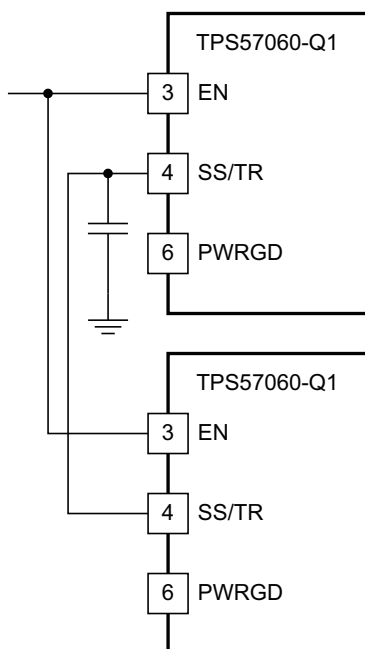 TPS57060-Q1
3 EN
4 SS/TR
6 PWRGD
TPS57060-Q1
3 EN
4 SS/TR
6 PWRGD